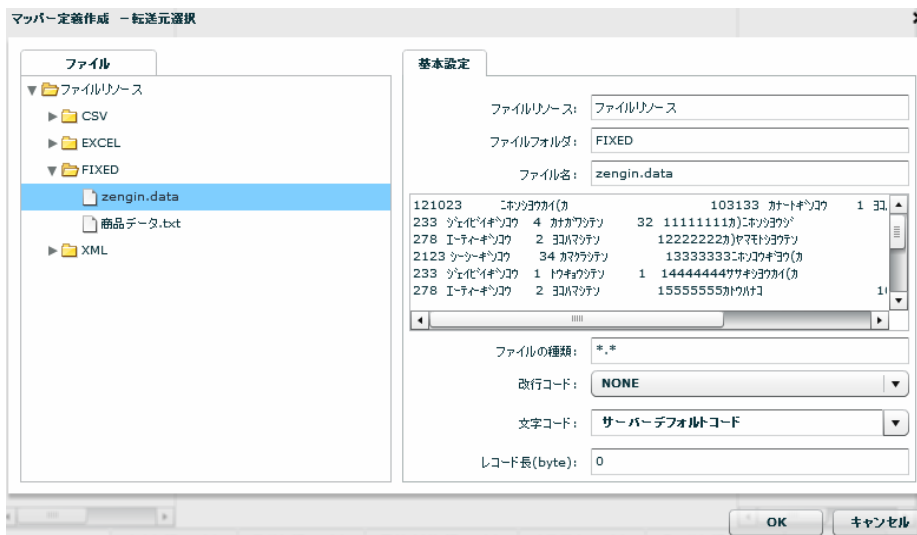 マッパー定義作成 －転送元選択
ファイル
ファイルリソース
CSV
EXCEL
FIXED
zengin.data
商品データ.txt
XML
基本設定
ファイルリソース: ファイルリソース
ファイルフォルダ: FIXED
ファイル名: zengin.data
121023 ﾆﾎﾝｼﾖｳｶｲ(ｶ 103133 ｶﾅｰﾄｷﾞﾝｺｳ 1 ﾖｺ
233 ｼﾞｪｲﾋﾞｲｷﾞﾝｺｳ 4 ｶﾅｶﾞﾜｼﾃﾝ 32 11111111ｶ)ﾆﾎﾝｼﾖｳｼﾞ
278 ｴｰﾃｨｰｷﾞﾝｺｳ 2 ﾖｺﾊﾏｼﾃﾝ 12222222ｶ)ﾔﾏﾓﾄｼﾖｳﾃﾝ
2123 ｼｰｼｰｷﾞﾝｺｳ 34 ｶﾏｸﾗｼﾃﾝ 13333333ﾆﾎﾝｺｳｷﾞﾖｳ(ｶ
233 ｼﾞｪｲﾋﾞｲｷﾞﾝｺｳ 1 ﾄｳｷｮｳｼﾃﾝ 1 14444444ｻｻｷｼﾖｳｶｲ(ｶ
278 ｴｰﾃｨｰｷﾞﾝｺｳ 2 ﾖｺﾊﾏｼﾃﾝ 15555555ｶﾄｳﾊﾅｺ 1
ファイルの種類: *.*
改行コード: NONE
文字コード: サーバーデフォルトコード
レコード長(byte): 0
OK キャンセル